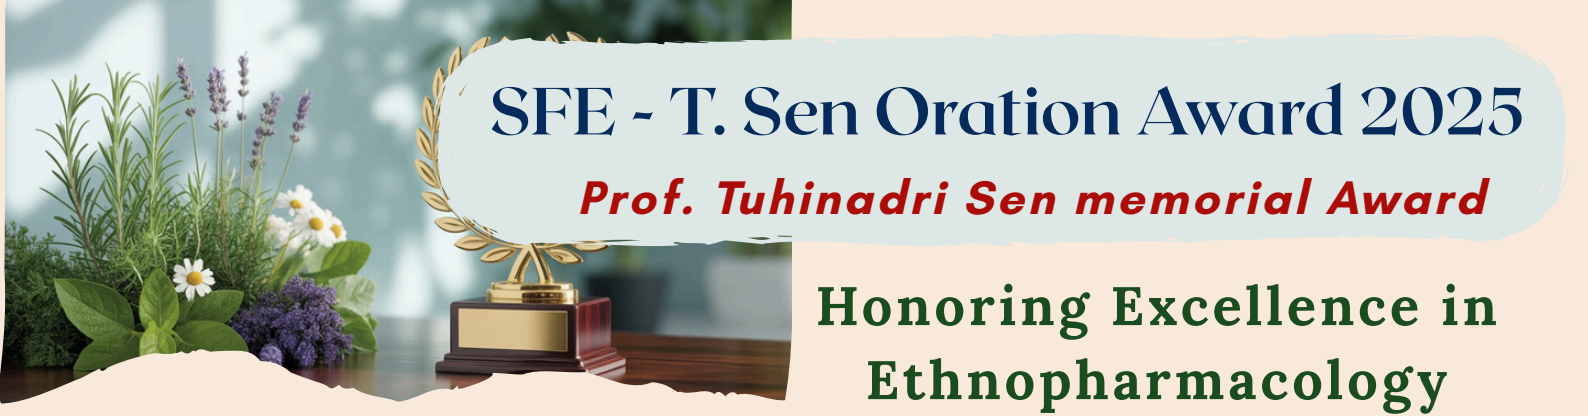 SFE - T. Sen Oration Award 2025
Prof. Tuhinadri Sen memorial Award
Honoring Excellence in
Ethnopharmacology